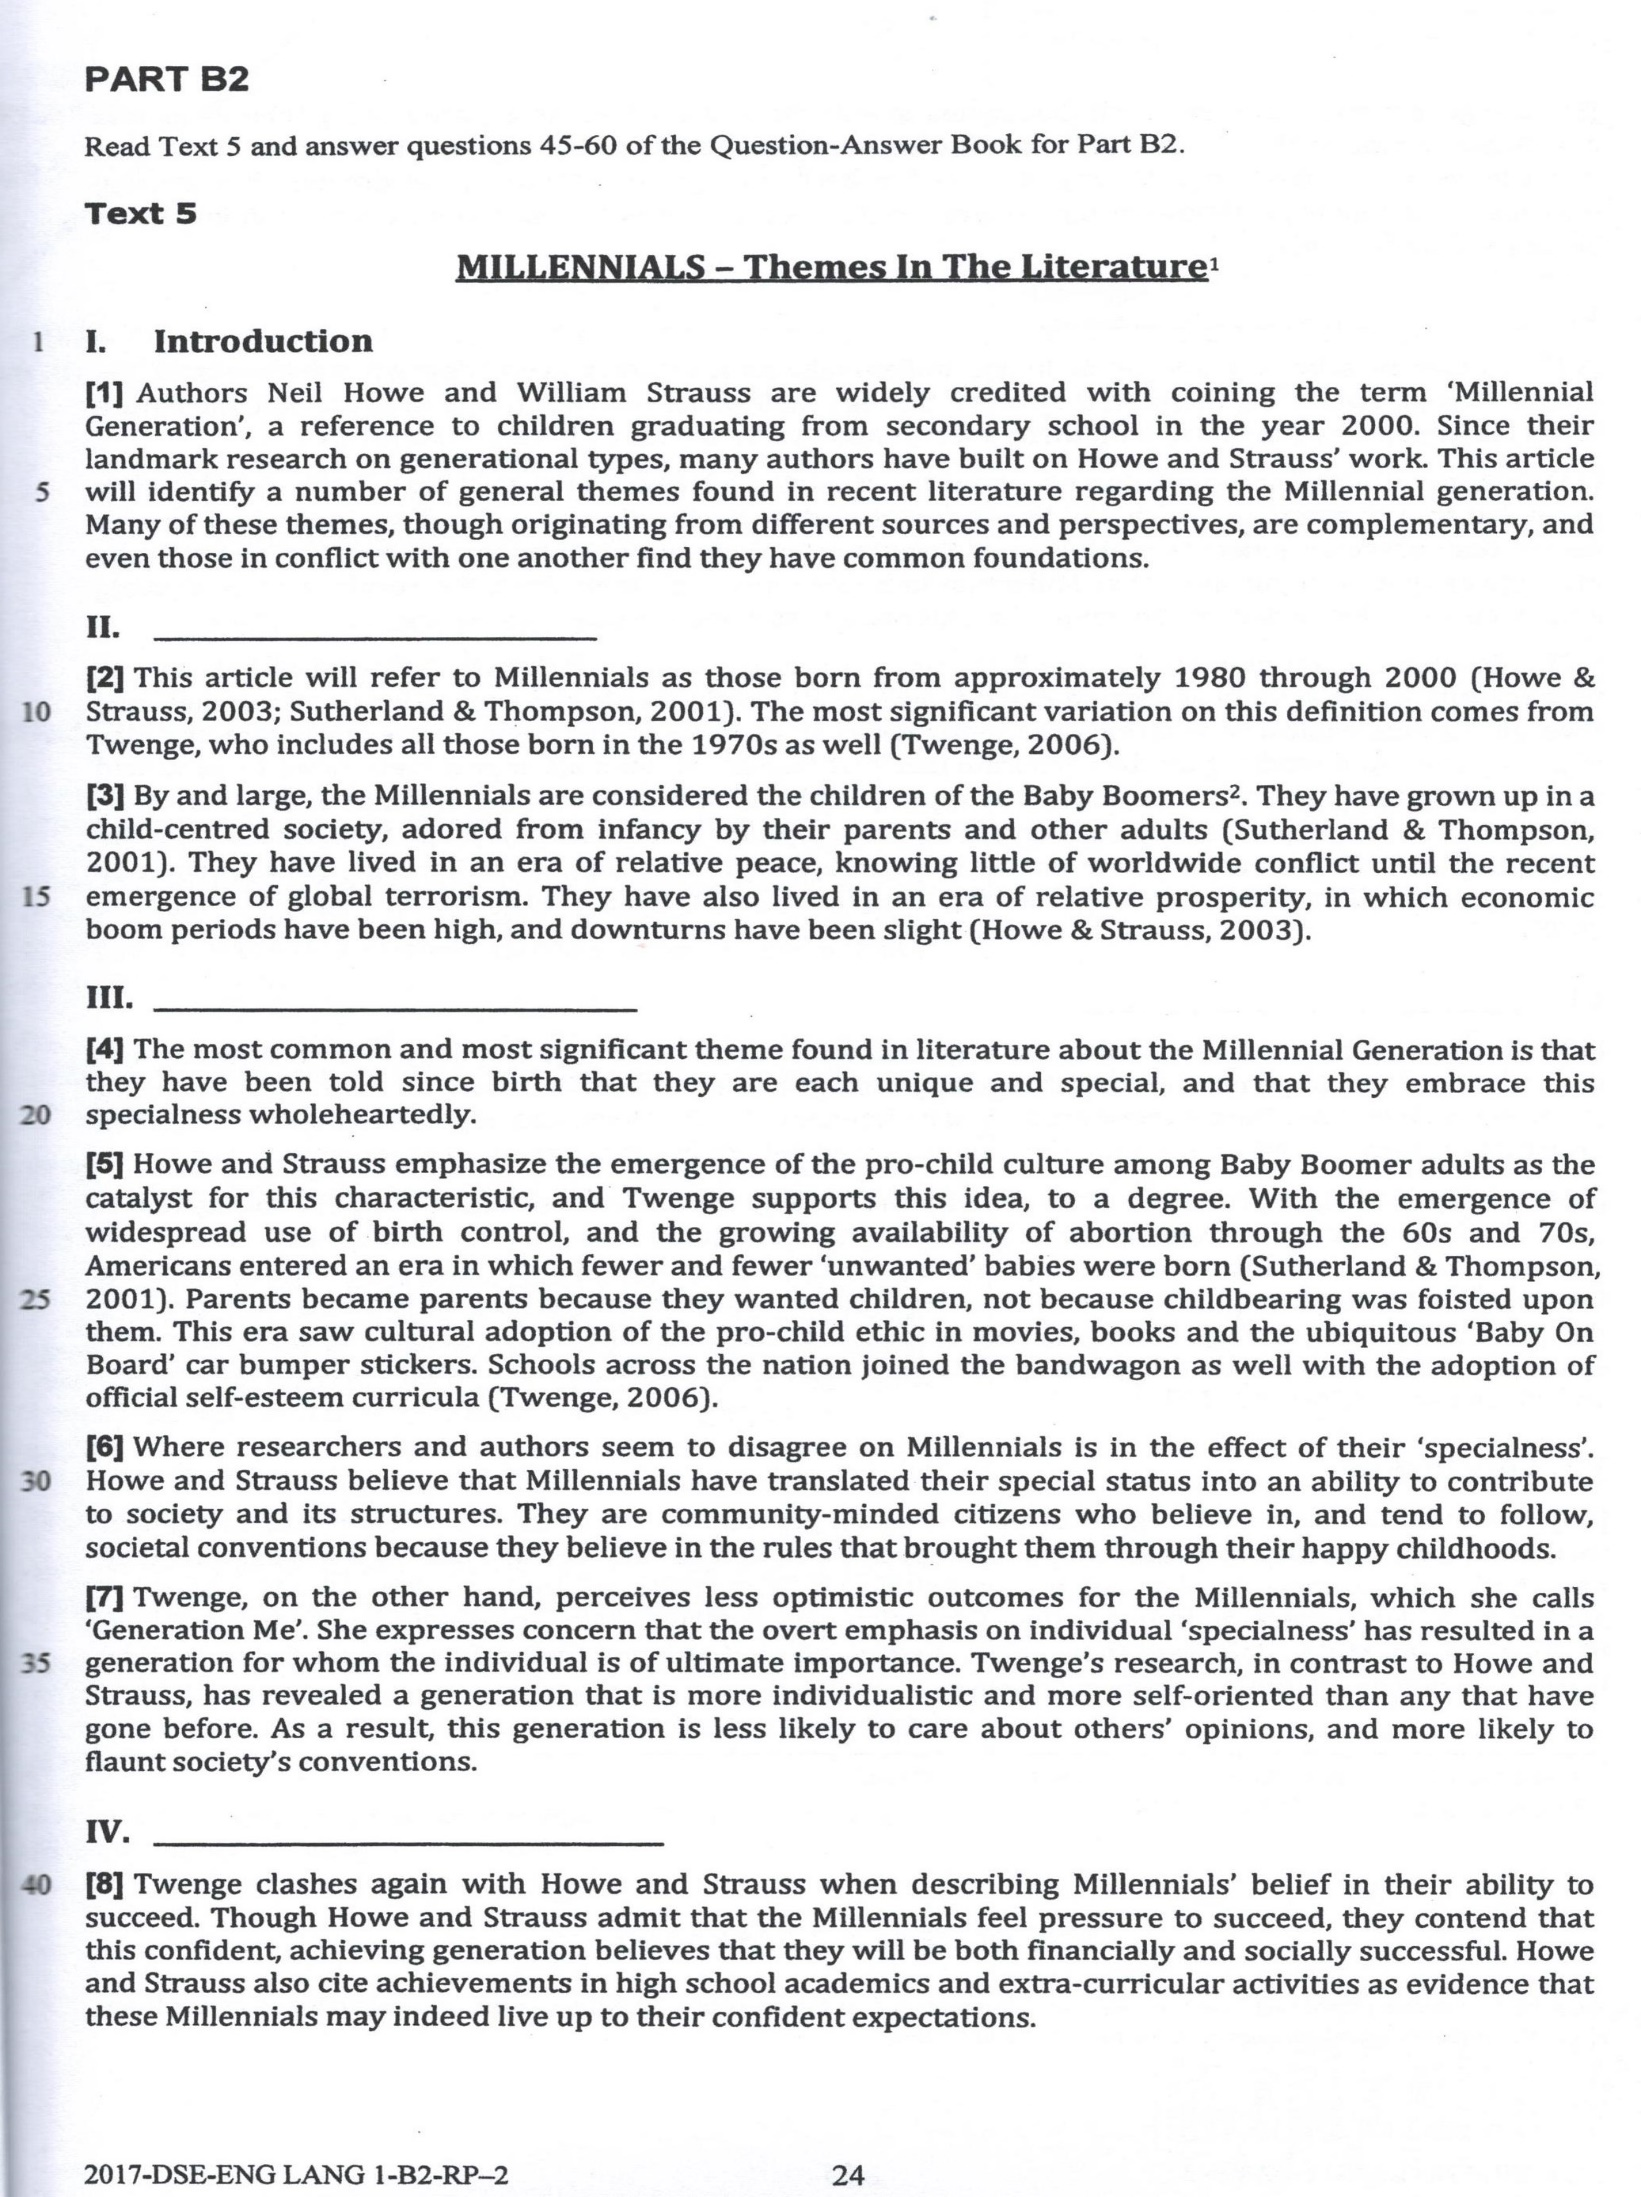 PART B2
Read Text 5 and answer questions 45-60 of the Question-Answer Book for Part B2.
Text 5
MILLENNIALS – Themes In The Literature¹
1 I. Introduction
[1] Authors Neil Howe and William Strauss are widely credited with coining the term ‘Millennial
Generation’, a reference to children graduating from secondary school in the year 2000. Since their
landmark research on generational types, many authors have built on Howe and Strauss’ work. This article
5 will identify a number of general themes found in recent literature regarding the Millennial generation.
Many of these themes, though originating from different sources and perspectives, are complementary, and
even those in conflict with one another find they have common foundations.
II. ____________________
[2] This article will refer to Millennials as those born from approximately 1980 through 2000 (Howe &
10 Strauss, 2003; Sutherland & Thompson, 2001). The most significant variation on this definition comes from
Twenge, who includes all those born in the 1970s as well (Twenge, 2006).
[3] By and large, the Millennials are considered the children of the Baby Boomers². They have grown up in a
child-centred society, adored from infancy by their parents and other adults (Sutherland & Thompson,
2001). They have lived in an era of relative peace, knowing little of worldwide conflict until the recent
15 emergence of global terrorism. They have also lived in an era of relative prosperity, in which economic
boom periods have been high, and downturns have been slight (Howe & Strauss, 2003).
III. ____________________
[4] The most common and most significant theme found in literature about the Millennial Generation is that
they have been told since birth that they are each unique and special, and that they embrace this
20 specialness wholeheartedly.
[5] Howe and Strauss emphasize the emergence of the pro-child culture among Baby Boomer adults as the
catalyst for this characteristic, and Twenge supports this idea, to a degree. With the emergence of
widespread use of birth control, and the growing availability of abortion through the 60s and 70s,
Americans entered an era in which fewer and fewer ‘unwanted’ babies were born (Sutherland & Thompson,
25 2001). Parents became parents because they wanted children, not because childbearing was foisted upon
them. This era saw cultural adoption of the pro-child ethic in movies, books and the ubiquitous ‘Baby On
Board’ car bumper stickers. Schools across the nation joined the bandwagon as well with the adoption of
official self-esteem curricula (Twenge, 2006).
[6] Where researchers and authors seem to disagree on Millennials is in the effect of their ‘specialness’.
30 Howe and Strauss believe that Millennials have translated their special status into an ability to contribute
to society and its structures. They are community-minded citizens who believe in, and tend to follow,
societal conventions because they believe in the rules that brought them through their happy childhoods.
[7] Twenge, on the other hand, perceives less optimistic outcomes for the Millennials, which she calls
‘Generation Me’. She expresses concern that the overt emphasis on individual ‘specialness’ has resulted in a
35 generation for whom the individual is of ultimate importance. Twenge’s research, in contrast to Howe and
Strauss, has revealed a generation that is more individualistic and more self-oriented than any that have
gone before. As a result, this generation is less likely to care about others’ opinions, and more likely to
flaunt society’s conventions.
IV. ____________________
40 [8] Twenge clashes again with Howe and Strauss when describing Millennials’ belief in their ability to
succeed. Though Howe and Strauss admit that the Millennials feel pressure to succeed, they contend that
this confident, achieving generation believes that they will be both financially and socially successful. Howe
and Strauss also cite achievements in high school academics and extra-curricular activities as evidence that
these Millennials may indeed live up to their confident expectations.
2017-DSE-ENG LANG 1-B2-RP–2 24